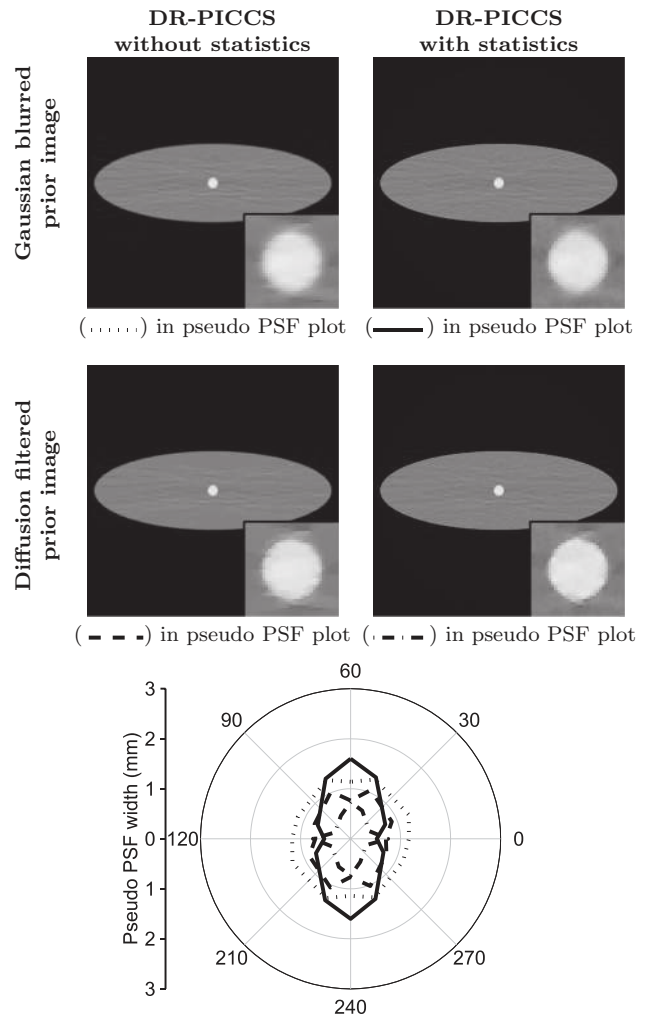 DR-PICCS
without statistics
DR-PICCS
with statistics
Gaussian blurred
prior image
(......) in pseudo PSF plot
(——) in pseudo PSF plot
Diffusion filtered
prior image
(- - -) in pseudo PSF plot
(- · -) in pseudo PSF plot
Pseudo PSF width (mm)
3
2
1
0
1
2
3
60
90
30
120
0
210
270
240